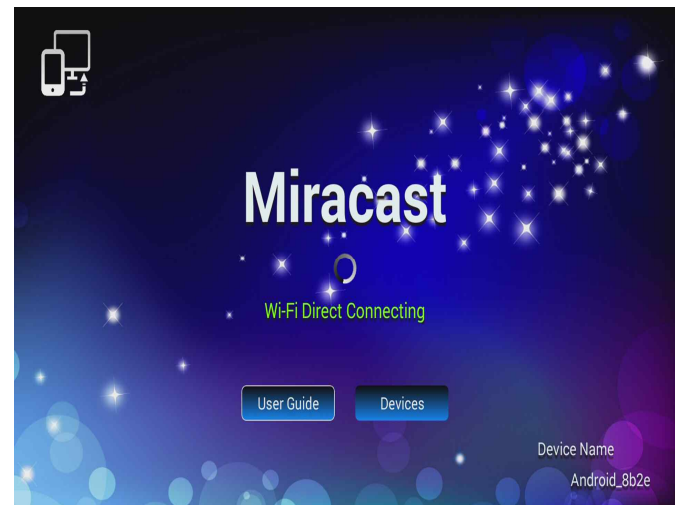 Miracast
Wi-Fi Direct Connecting
User Guide
Devices
Device Name
Android_8b2e